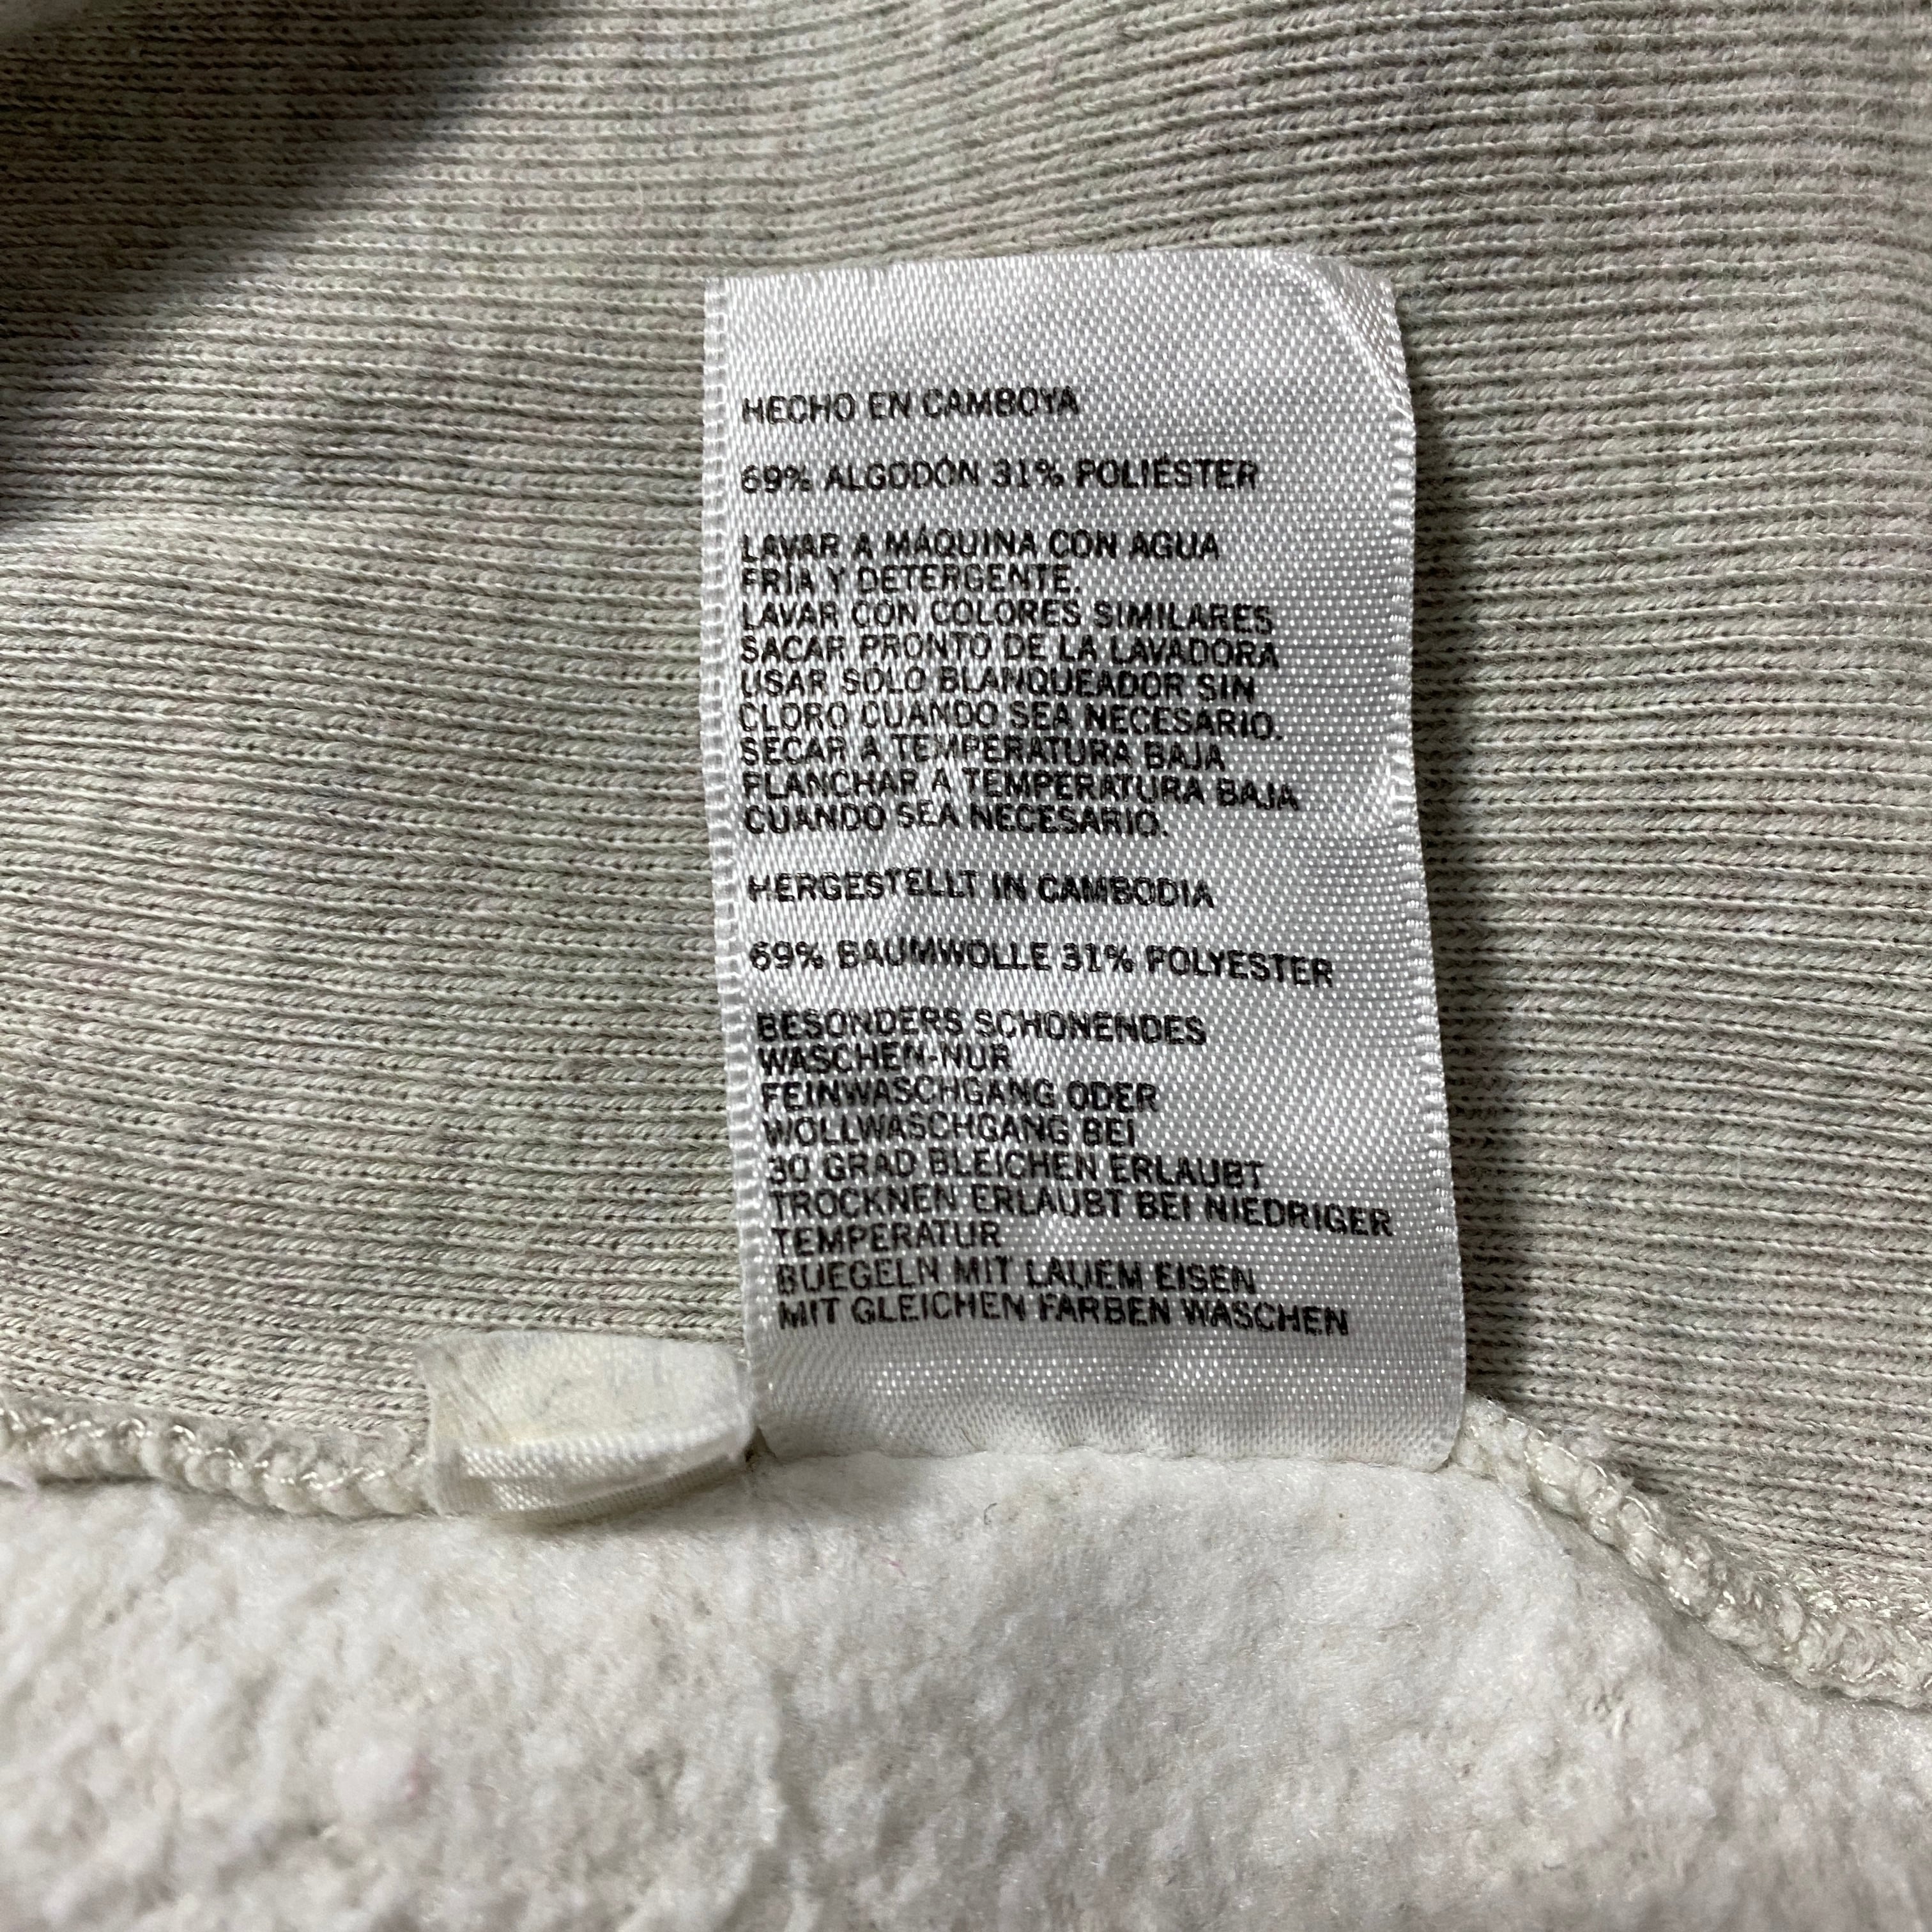 HECHO EN CAMBOYA
69% ALGODÓN 31% POLIÉSTER
LAVAR A MÁQUINA CON AGUA
FRÍA Y DETERGENTE.
LAVAR CON COLORES SIMILARES
SACAR PRONTO DE LA LAVADORA
USAR SOLO BLANQUEADOR SIN
CLORO CUANDO SEA NECESARIO.
SECAR A TEMPERATURA BAJA
PLANCHAR A TEMPERATURA BAJA
CUANDO SEA NECESARIO.
HERGESTELLT IN CAMBODIA
69% BAUMWOLLE 31% POLYESTER
BESONDERS SCHONENDES
WASCHEN-NUR
FEINWASCHGANG ODER
WOLLWASCHGANG BEI
30 GRAD BLEICHEN ERLAUBT
TROCKNEN ERLAUBT BEI NIEDRIGER
TEMPERATUR
BUEGELN MIT LAUEM EISEN
MIT GLEICHEN FARBEN WASCHEN